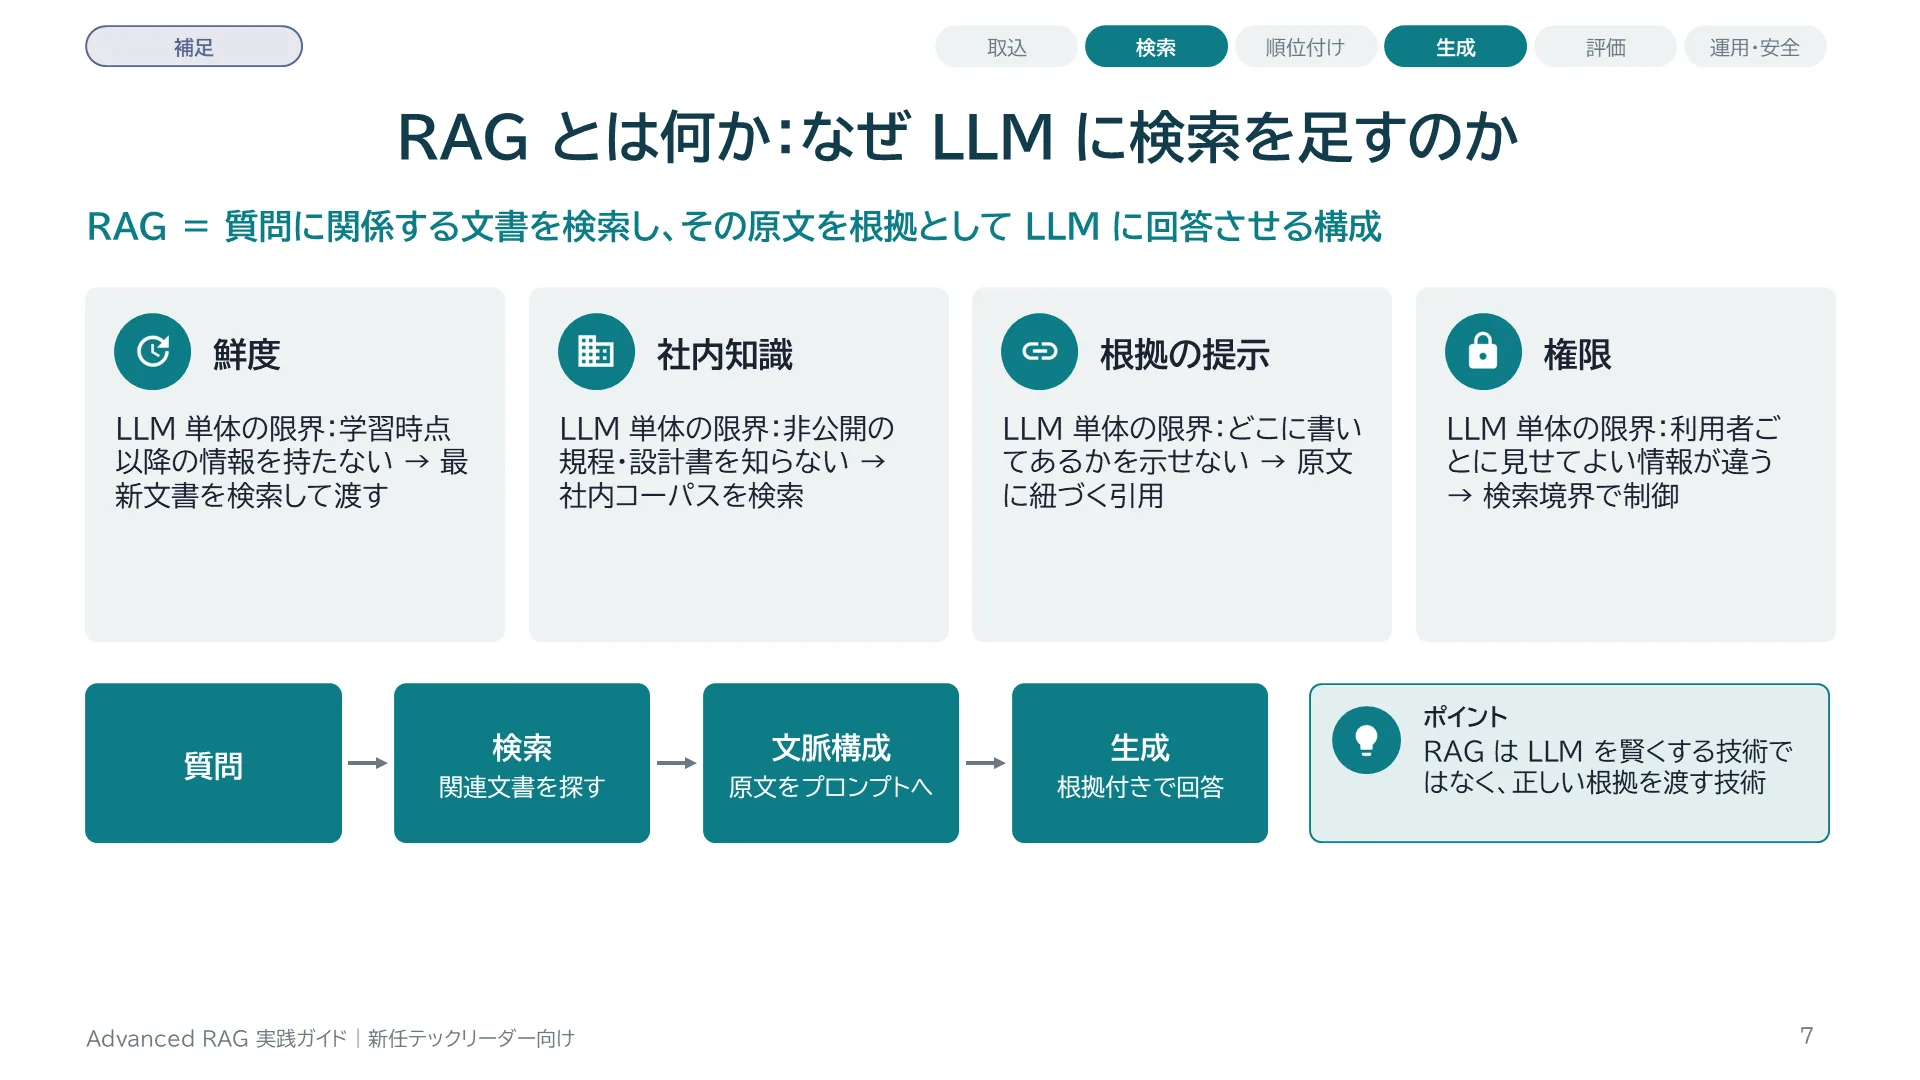 補足
取込
検索
順位付け
生成
評価
運用・安全
RAG とは何か：なぜ LLM に検索を足すのか
RAG ＝ 質問に関係する文書を検索し、その原文を根拠として LLM に回答させる構成
鮮度
LLM 単体の限界：学習時点
以降の情報を持たない → 最
新文書を検索して渡す
社内知識
LLM 単体の限界：非公開の
規程・設計書を知らない →
社内コーパスを検索
根拠の提示
LLM 単体の限界：どこに書い
てあるかを示せない → 原文
に紐づく引用
権限
LLM 単体の限界：利用者ご
とに見せてよい情報が違う
→ 検索境界で制御
質問
検索
関連文書を探す
文脈構成
原文をプロンプトへ
生成
根拠付きで回答
ポイント
RAG は LLM を賢くする技術で
はなく、正しい根拠を渡す技術
Advanced RAG 実践ガイド｜新任テックリーダー向け
7